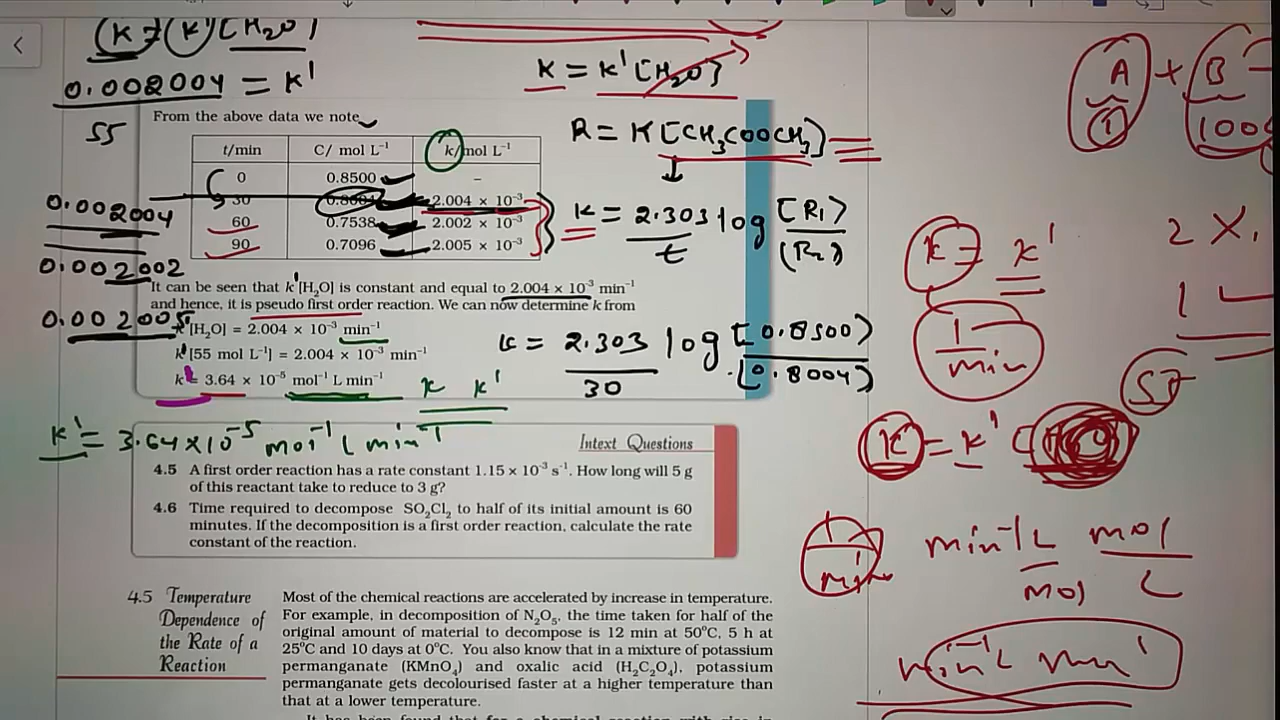 K = K' [H2O]
0.002004 = K'
55
K = K' [H2O]
A + B
1
From the above data we note
R = K[CH3COOCH3]
t/min C/ mol L⁻¹ k/mol L⁻¹
0 0.8500 –
30 0.8004 2.004 × 10⁻³
60 0.7538 2.002 × 10⁻³
90 0.7096 2.005 × 10⁻³
0.002004
0.002002
0.002005
K = 2.303 log [R1]
t (R2)
K = K'
1
min
It can be seen that k'[H₂O] is constant and equal to 2.004 × 10⁻³ min⁻¹
and hence, it is pseudo first order reaction. We can now determine k from
[H₂O] = 2.004 × 10⁻³ min⁻¹
k' [55 mol L⁻¹] = 2.004 × 10⁻³ min⁻¹
k = 3.64 × 10⁻⁵ mol⁻¹ L min⁻¹
K = 2.303 log [0.8500)
30 (0.8004)
K K'
K' = 3.64 × 10⁻⁵ mol⁻¹ L min⁻¹
55
K = K'
Intext Questions
4.5 A first order reaction has a rate constant 1.15 × 10⁻³ s⁻¹. How long will 5 g
of this reactant take to reduce to 3 g?
4.6 Time required to decompose SO₂Cl₂ to half of its initial amount is 60
minutes. If the decomposition is a first order reaction, calculate the rate
constant of the reaction.
1
min
min⁻¹ L mol
mol L
4.5 Temperature
Dependence of
the Rate of a
Reaction
Most of the chemical reactions are accelerated by increase in temperature.
For example, in decomposition of N₂O₅, the time taken for half of the
original amount of material to decompose is 12 min at 50°C, 5 h at
25°C and 10 days at 0°C. You also know that in a mixture of potassium
permanganate (KMnO₄) and oxalic acid (H₂C₂O₄), potassium
permanganate gets decolourised faster at a higher temperature than
that at a lower temperature.